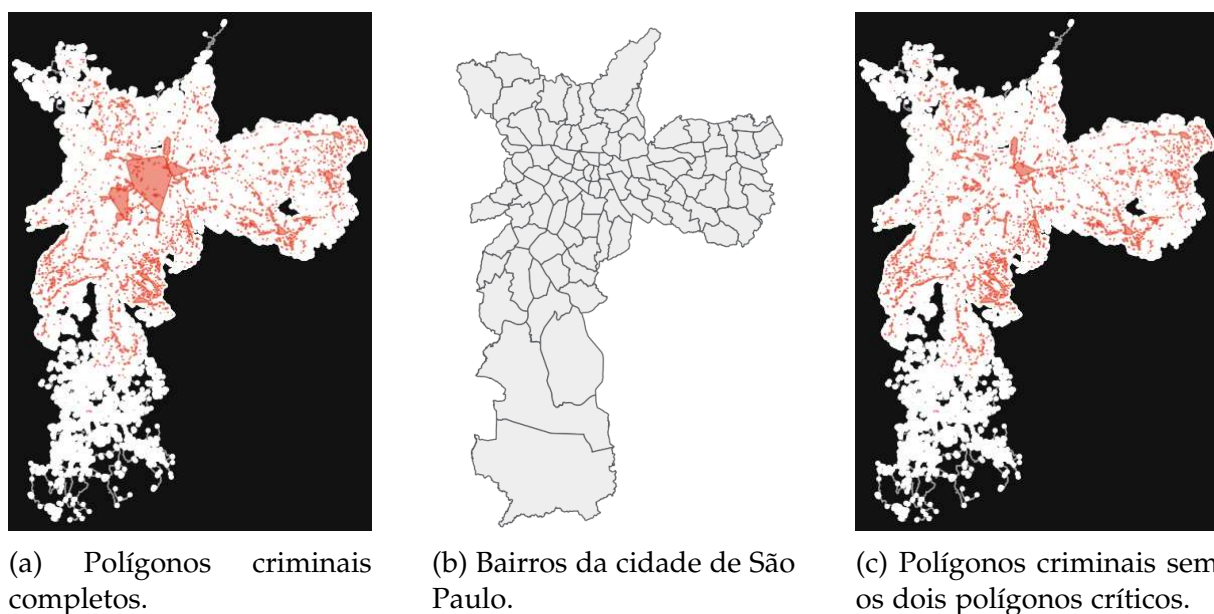 (a) Polígonos criminais
completos.
(b) Bairros da cidade de São
Paulo.
(c) Polígonos criminais sem
os dois polígonos críticos.